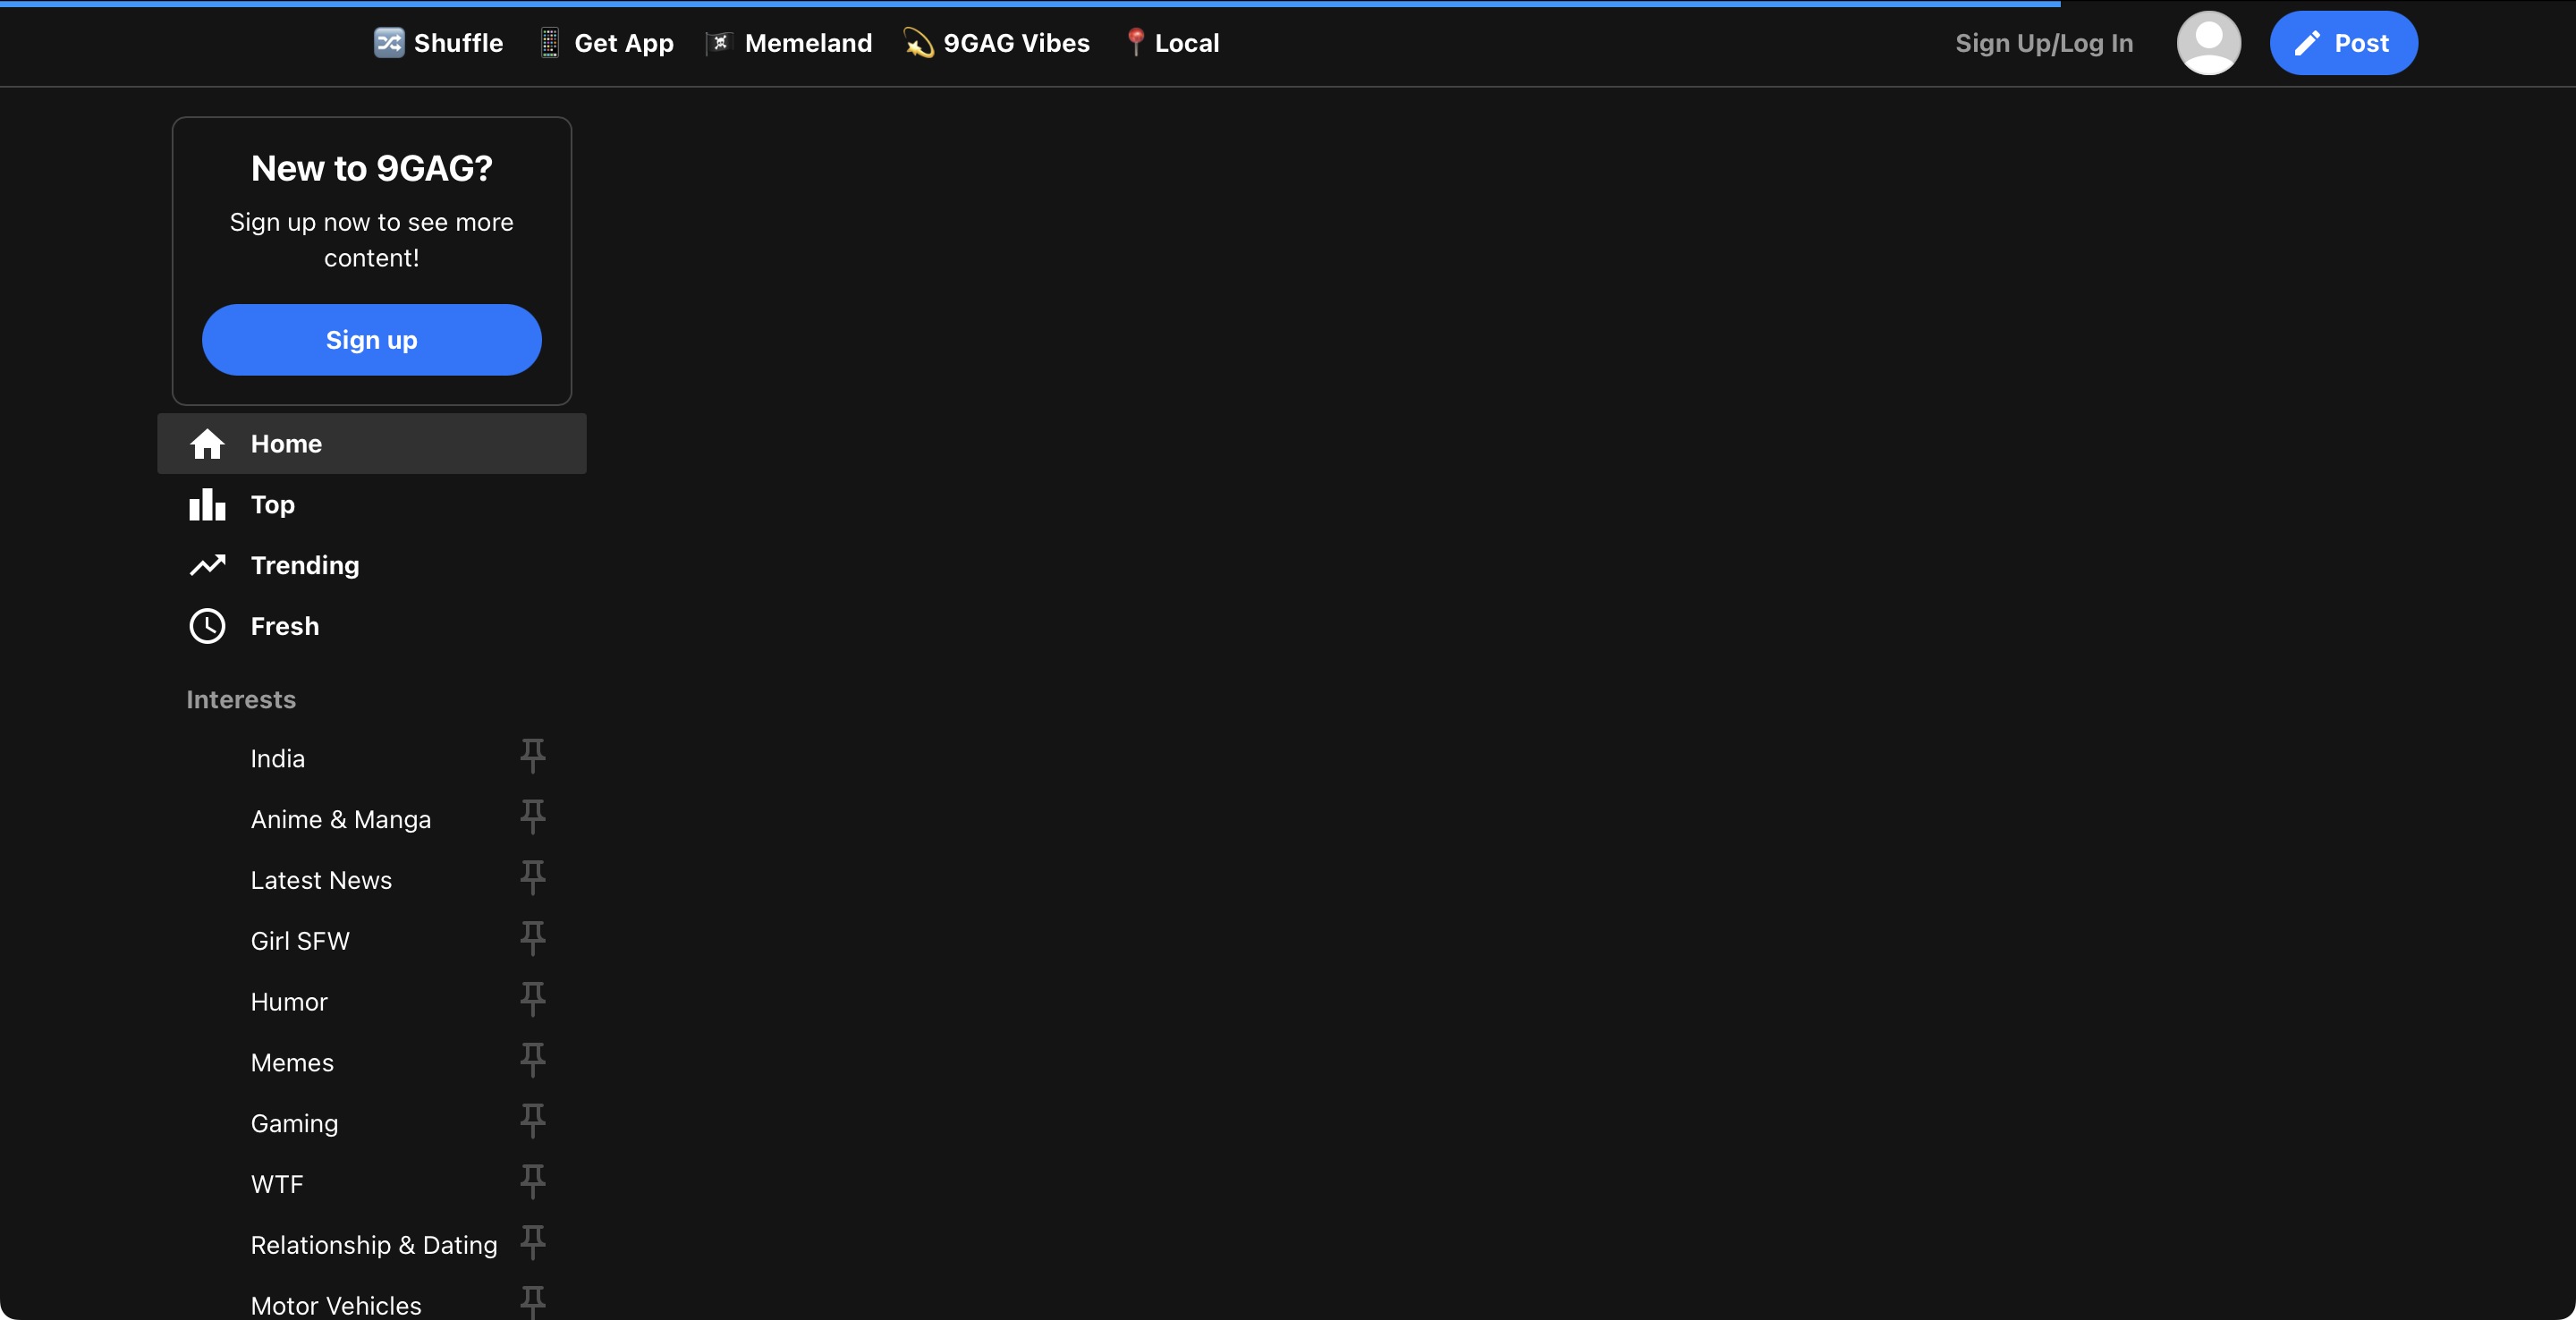 Shuffle Get App Memeland 9GAG Vibes Local Sign Up/Log In Post
New to 9GAG?
Sign up now to see more
content!
Sign up
Home
Top
Trending
Fresh
Interests
India
Anime & Manga
Latest News
Girl SFW
Humor
Memes
Gaming
WTF
Relationship & Dating
Motor Vehicles